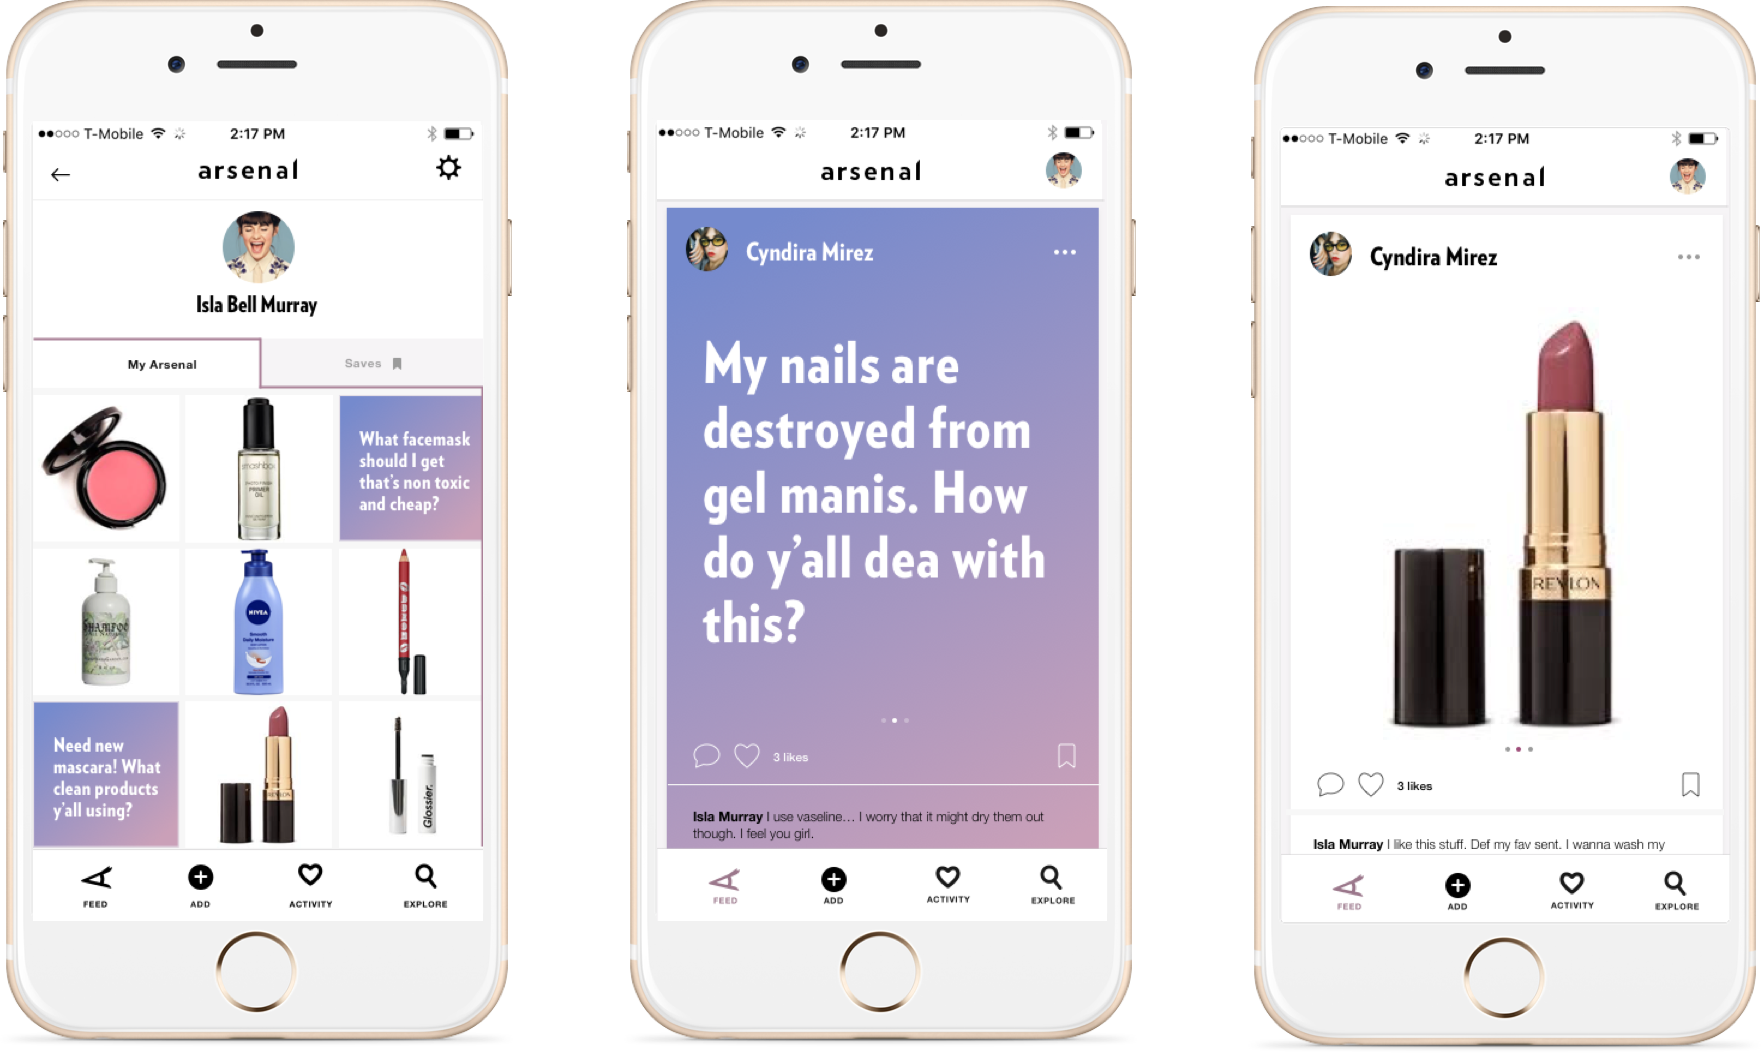 T-Mobile 2:17 PM
arsenal
Isla Bell Murray
My Arsenal
Saves
smashbox
PHOTO FINISH
PRIMER
OIL
What facemask
should I get
that's non toxic
and cheap?
SHAMPOO
NIVEA
Smooth
Daily Moisture
Need new
mascara! What
clean products
y'all using?
REVLON
Glossier.
FEED
ADD
ACTIVITY
EXPLORE
T-Mobile 2:17 PM
arsenal
Cyndira Mirez
My nails are
destroyed from
gel manis. How
do y'all dea with
this?
3 likes
Isla Murray I use vaseline... I worry that it might dry them out
though. I feel you girl.
FEED
ADD
ACTIVITY
EXPLORE
T-Mobile 2:17 PM
arsenal
Cyndira Mirez
REVLON
3 likes
Isla Murray I like this stuff. Def my fav sent. I wanna wash my
FEED
ADD
ACTIVITY
EXPLORE